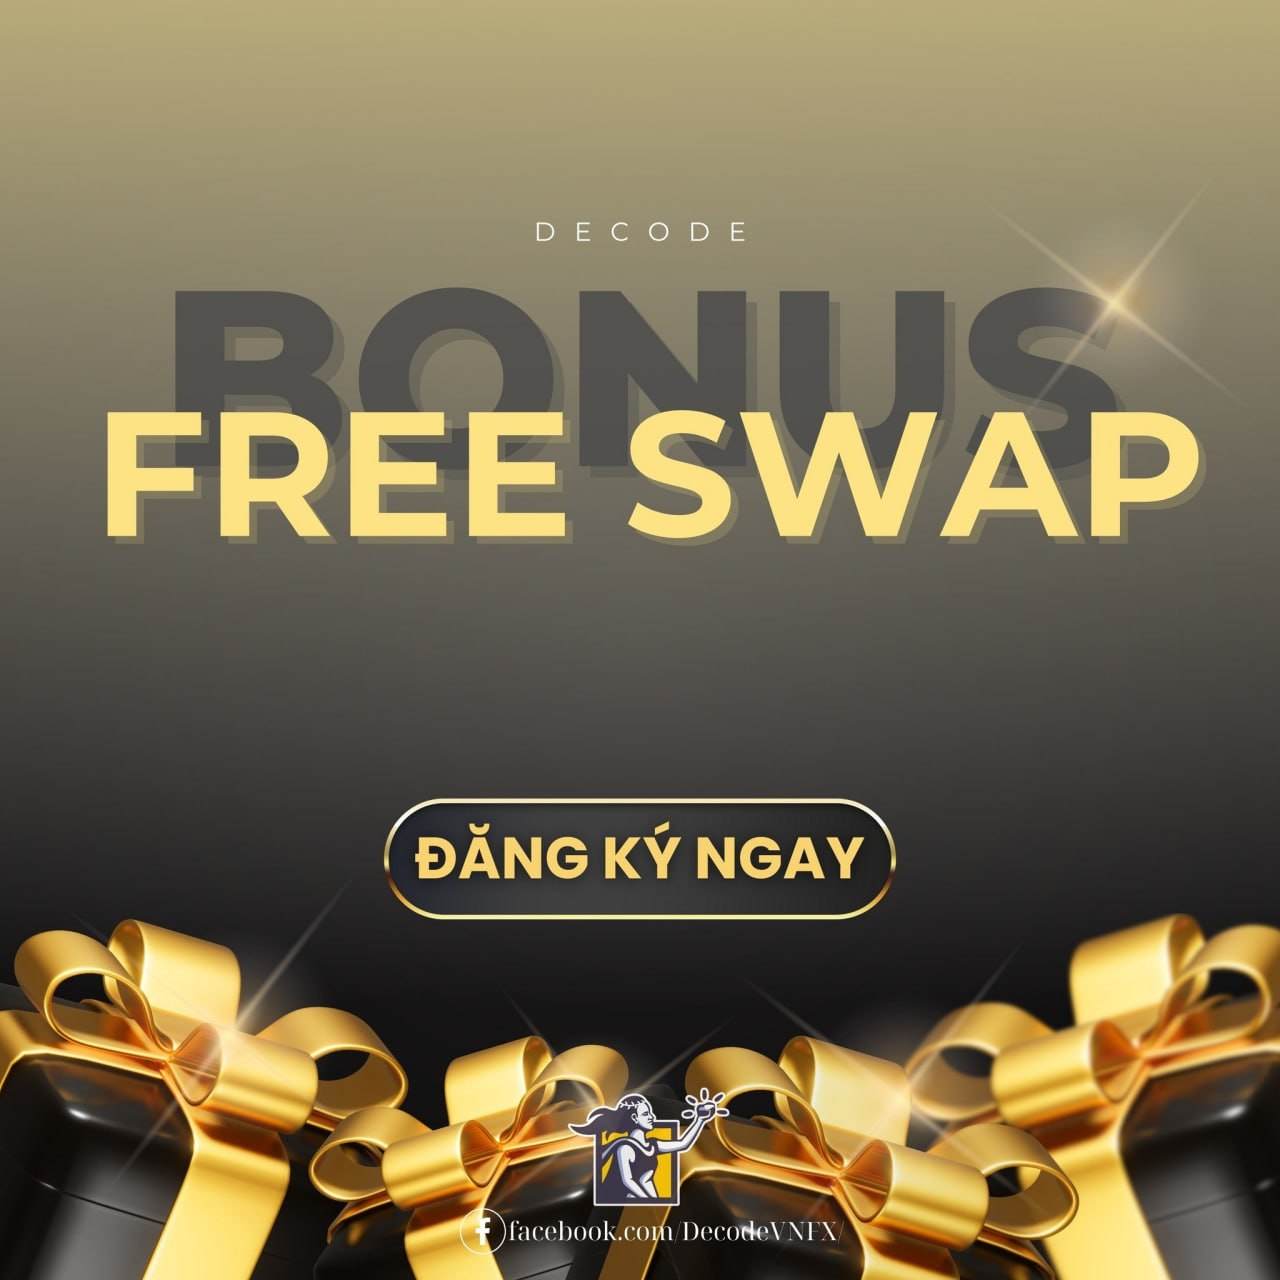 DECODE
BONUS
FREE SWAP
ĐĂNG KÝ NGAY
facebook.com/DecodeVNFX/